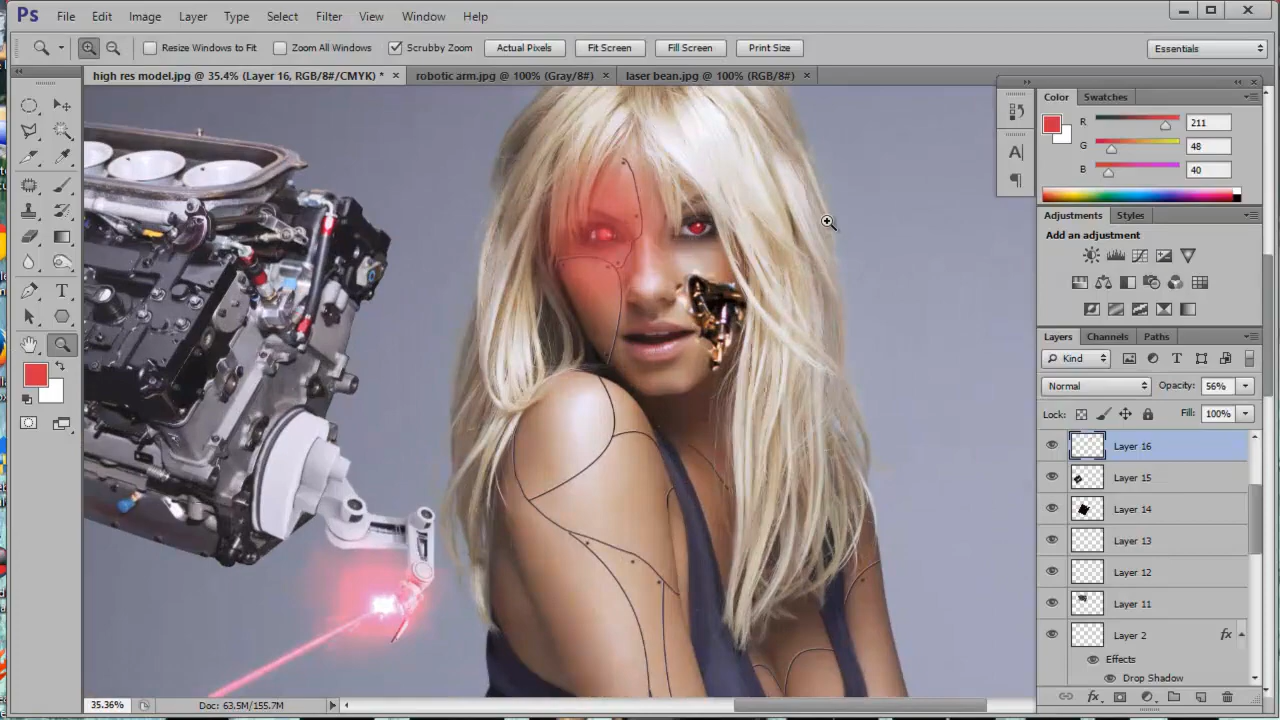 Ps File Edit Image Layer Type Select Filter View Window Help
Resize Windows to Fit Zoom All Windows Scrubby Zoom Actual Pixels Fit Screen Fill Screen Print Size Essentials
high res model.jpg @ 35.4% (Layer 16, RGB/8#/CMYK) * robotic arm.jpg @ 100% (Gray/8#) laser bean.jpg @ 100% (RGB/8#)
Color Swatches
R 211
G 48
B 40
Adjustments Styles
Add an adjustment
Layers Channels Paths
Kind
Normal Opacity: 56%
Lock: Fill: 100%
Layer 16
Layer 15
Layer 14
Layer 13
Layer 12
Layer 11
Layer 2 fx
Effects
Drop Shadow
35.36% Doc: 63.5M/155.7M